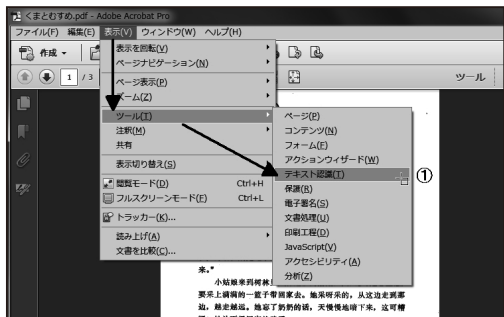 くまとむすめ.pdf - Adobe Acrobat Pro
ファイル(F) 編集(E) 表示(V) ウィンドウ(W) ヘルプ(H)
作成
1 / 3
ツール
表示を回転(V)
ページナビゲーション(N)
ページ表示(P)
ズーム(Z)
ツール(T)
注釈(M)
共有
表示切り替え(S)
閲覧モード(D) Ctrl+H
フルスクリーンモード(F) Ctrl+L
トラッカー(K)...
読み上げ(A)
文書を比較(C)...
ページ(P)
コンテンツ(N)
フォーム(F)
アクションウィザード(W)
テキスト認識(T)
①
保護(R)
電子署名(S)
文書処理(U)
印刷工程(D)
JavaScript(V)
アクセシビリティ(A)
分析(Z)
来。"
小姑娘来到树林
要采上满满的一篮子带回家去。她采呀采的，从这边走到那
边，越走越远。她忘了奶奶的话，天慢慢地暗下来，这可糟